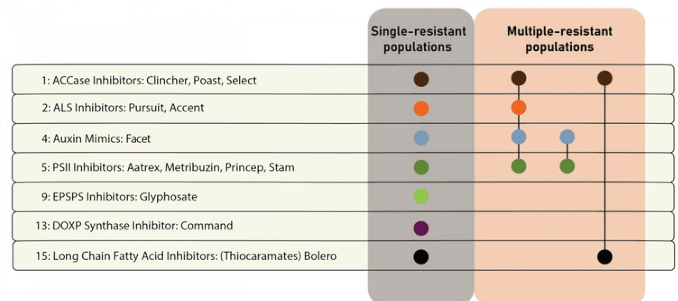 Single-resistant
populations
Multiple-resistant
populations
1: ACCase Inhibitors: Clincher, Poast, Select
2: ALS Inhibitors: Pursuit, Accent
4: Auxin Mimics: Facet
5: PSII Inhibitors: Aatrex, Metribuzin, Princep, Stam
9: EPSPS Inhibitors: Glyphosate
13: DOXP Synthase Inhibitor: Command
15: Long Chain Fatty Acid Inhibitors: (Thiocaramates) Bolero